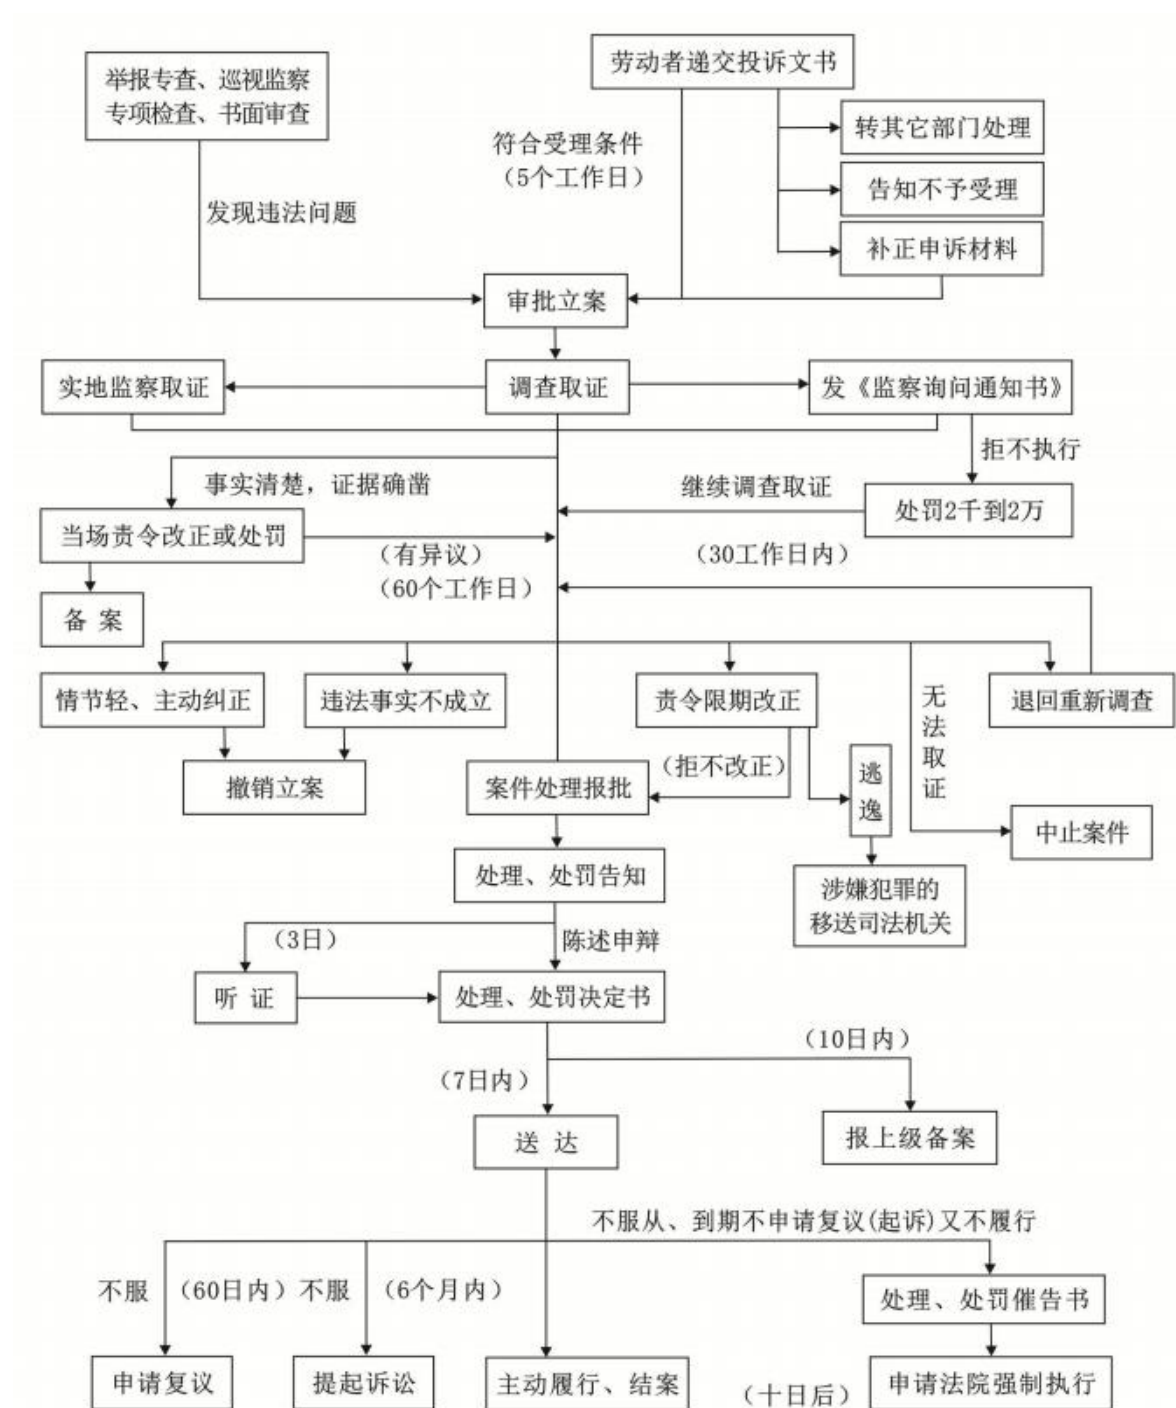 劳动者递交投诉文书
举报专查、巡视监察
专项检查、书面审查
符合受理条件
（5个工作日）
转其它部门处理
告知不予受理
发现违法问题
补正申诉材料
审批立案
实地监察取证
调查取证
发《监察询问通知书》
拒不执行
事实清楚，证据确凿
继续调查取证
处罚2千到2万
当场责令改正或处罚
（有异议）
（60个工作日）
（30工作日内）
备 案
情节轻、主动纠正
违法事实不成立
责令限期改正
无法取证
退回重新调查
撤销立案
案件处理报批
（拒不改正）
逃逸
中止案件
处理、处罚告知
涉嫌犯罪的
移送司法机关
（3日）
陈述申辩
听 证
处理、处罚决定书
（10日内）
（7日内）
送 达
报上级备案
不服从、到期不申请复议(起诉)又不履行
不服
（60日内）
不服
（6个月内）
处理、处罚催告书
申请复议
提起诉讼
主动履行、结案
（十日后）
申请法院强制执行